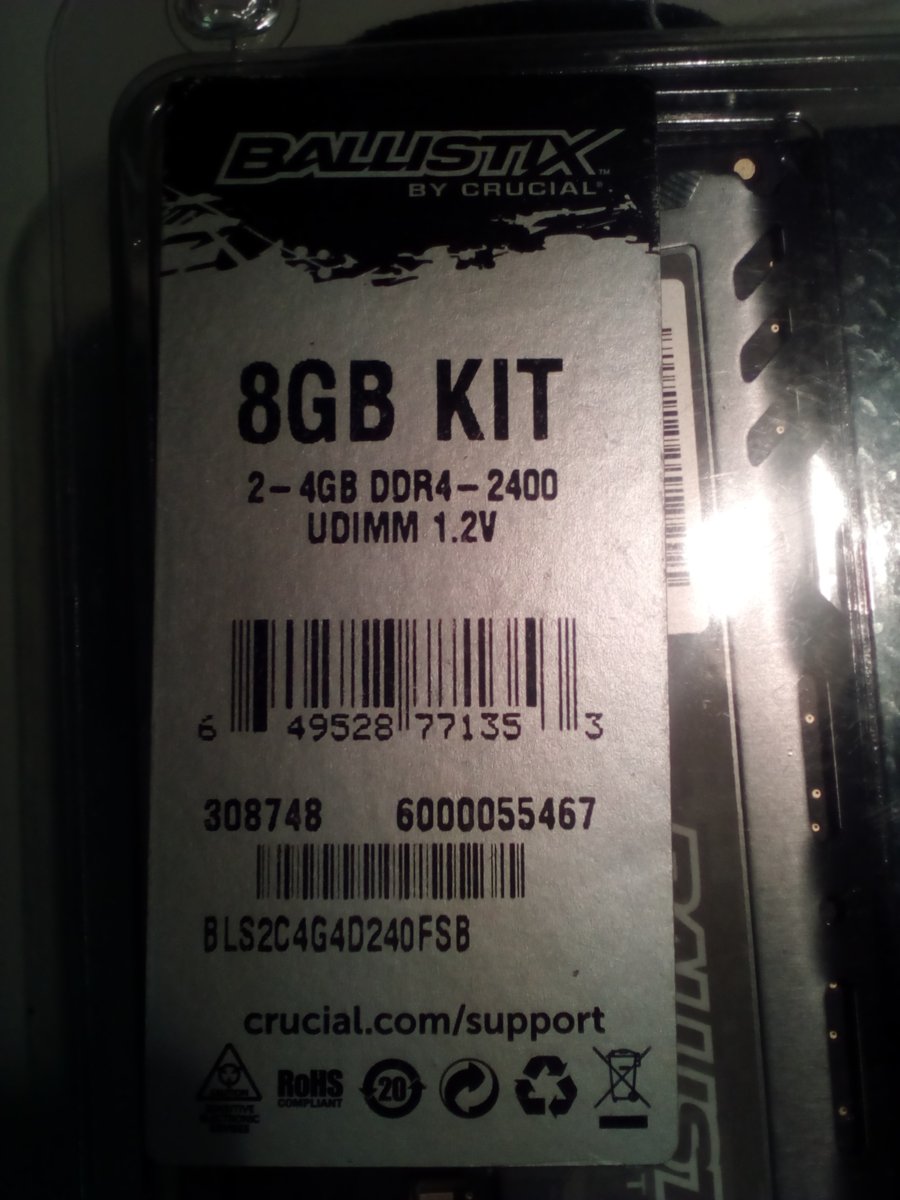 BALLISTIX™
BY CRUCIAL®
8GB KIT
2-4GB DDR4-2400
UDIMM 1.2V
6 49528 77135 3
308748 6000055467
BLS2C4G4D240FSB
crucial.com/support
RoHS
COMPLIANT
20